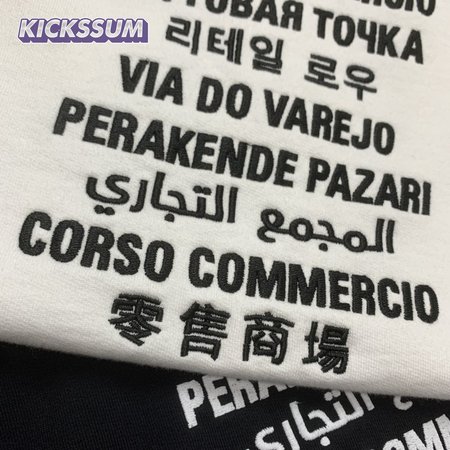 KICKSSUM
ТОЧКА
리테일 로우
VIA DO VAREJO
PERAKENDE PAZARI
المجمع التجاري
CORSO COMMERCIO
零售商場